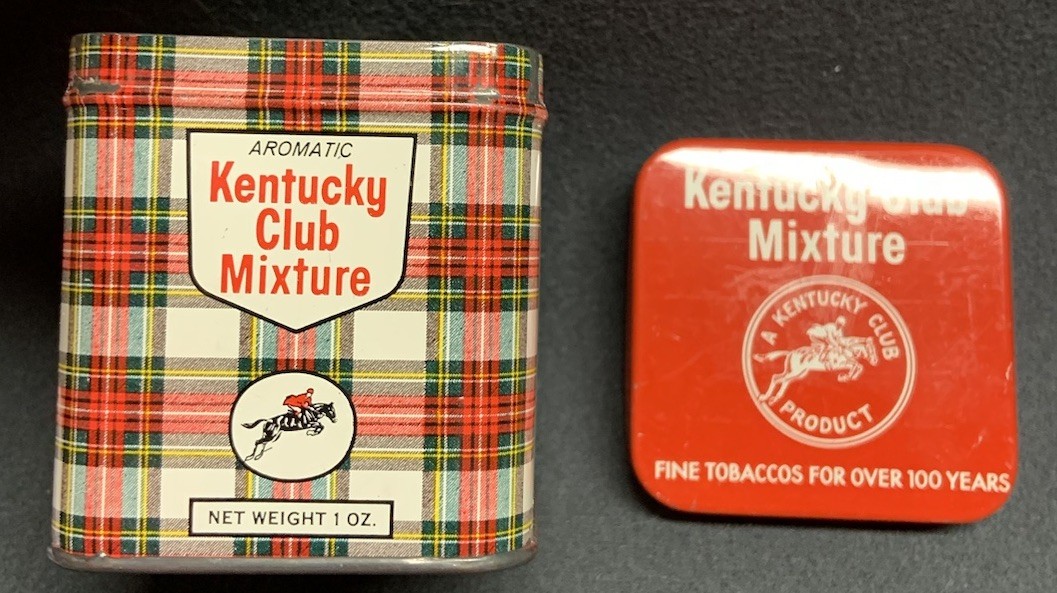 AROMATIC
Kentucky
Club
Mixture
NET WEIGHT 1 OZ.
Kentucky Club
Mixture
A KENTUCKY CLUB
PRODUCT
FINE TOBACCOS FOR OVER 100 YEARS